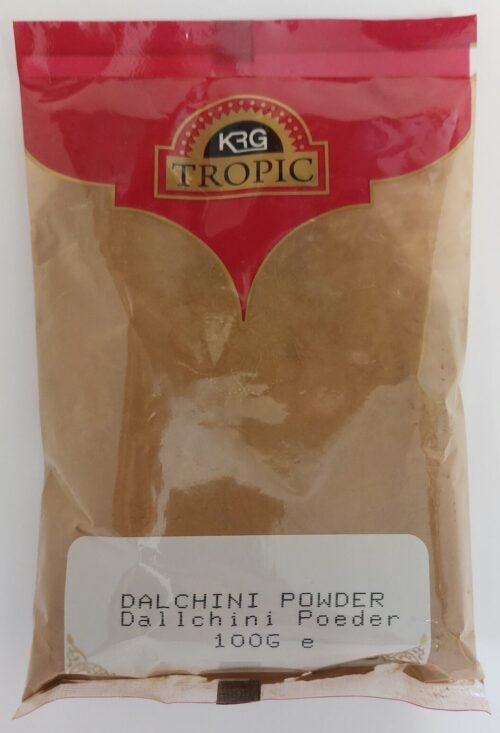 KRG
TROPIC
DALCHINI POWDER
Dallchini Poeder
100G e